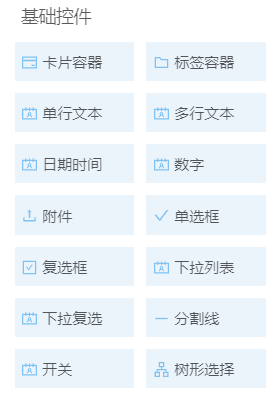 基础控件
卡片容器 标签容器
单行文本 多行文本
日期时间 数字
附件 单选框
复选框 下拉列表
下拉复选 分割线
开关 树形选择